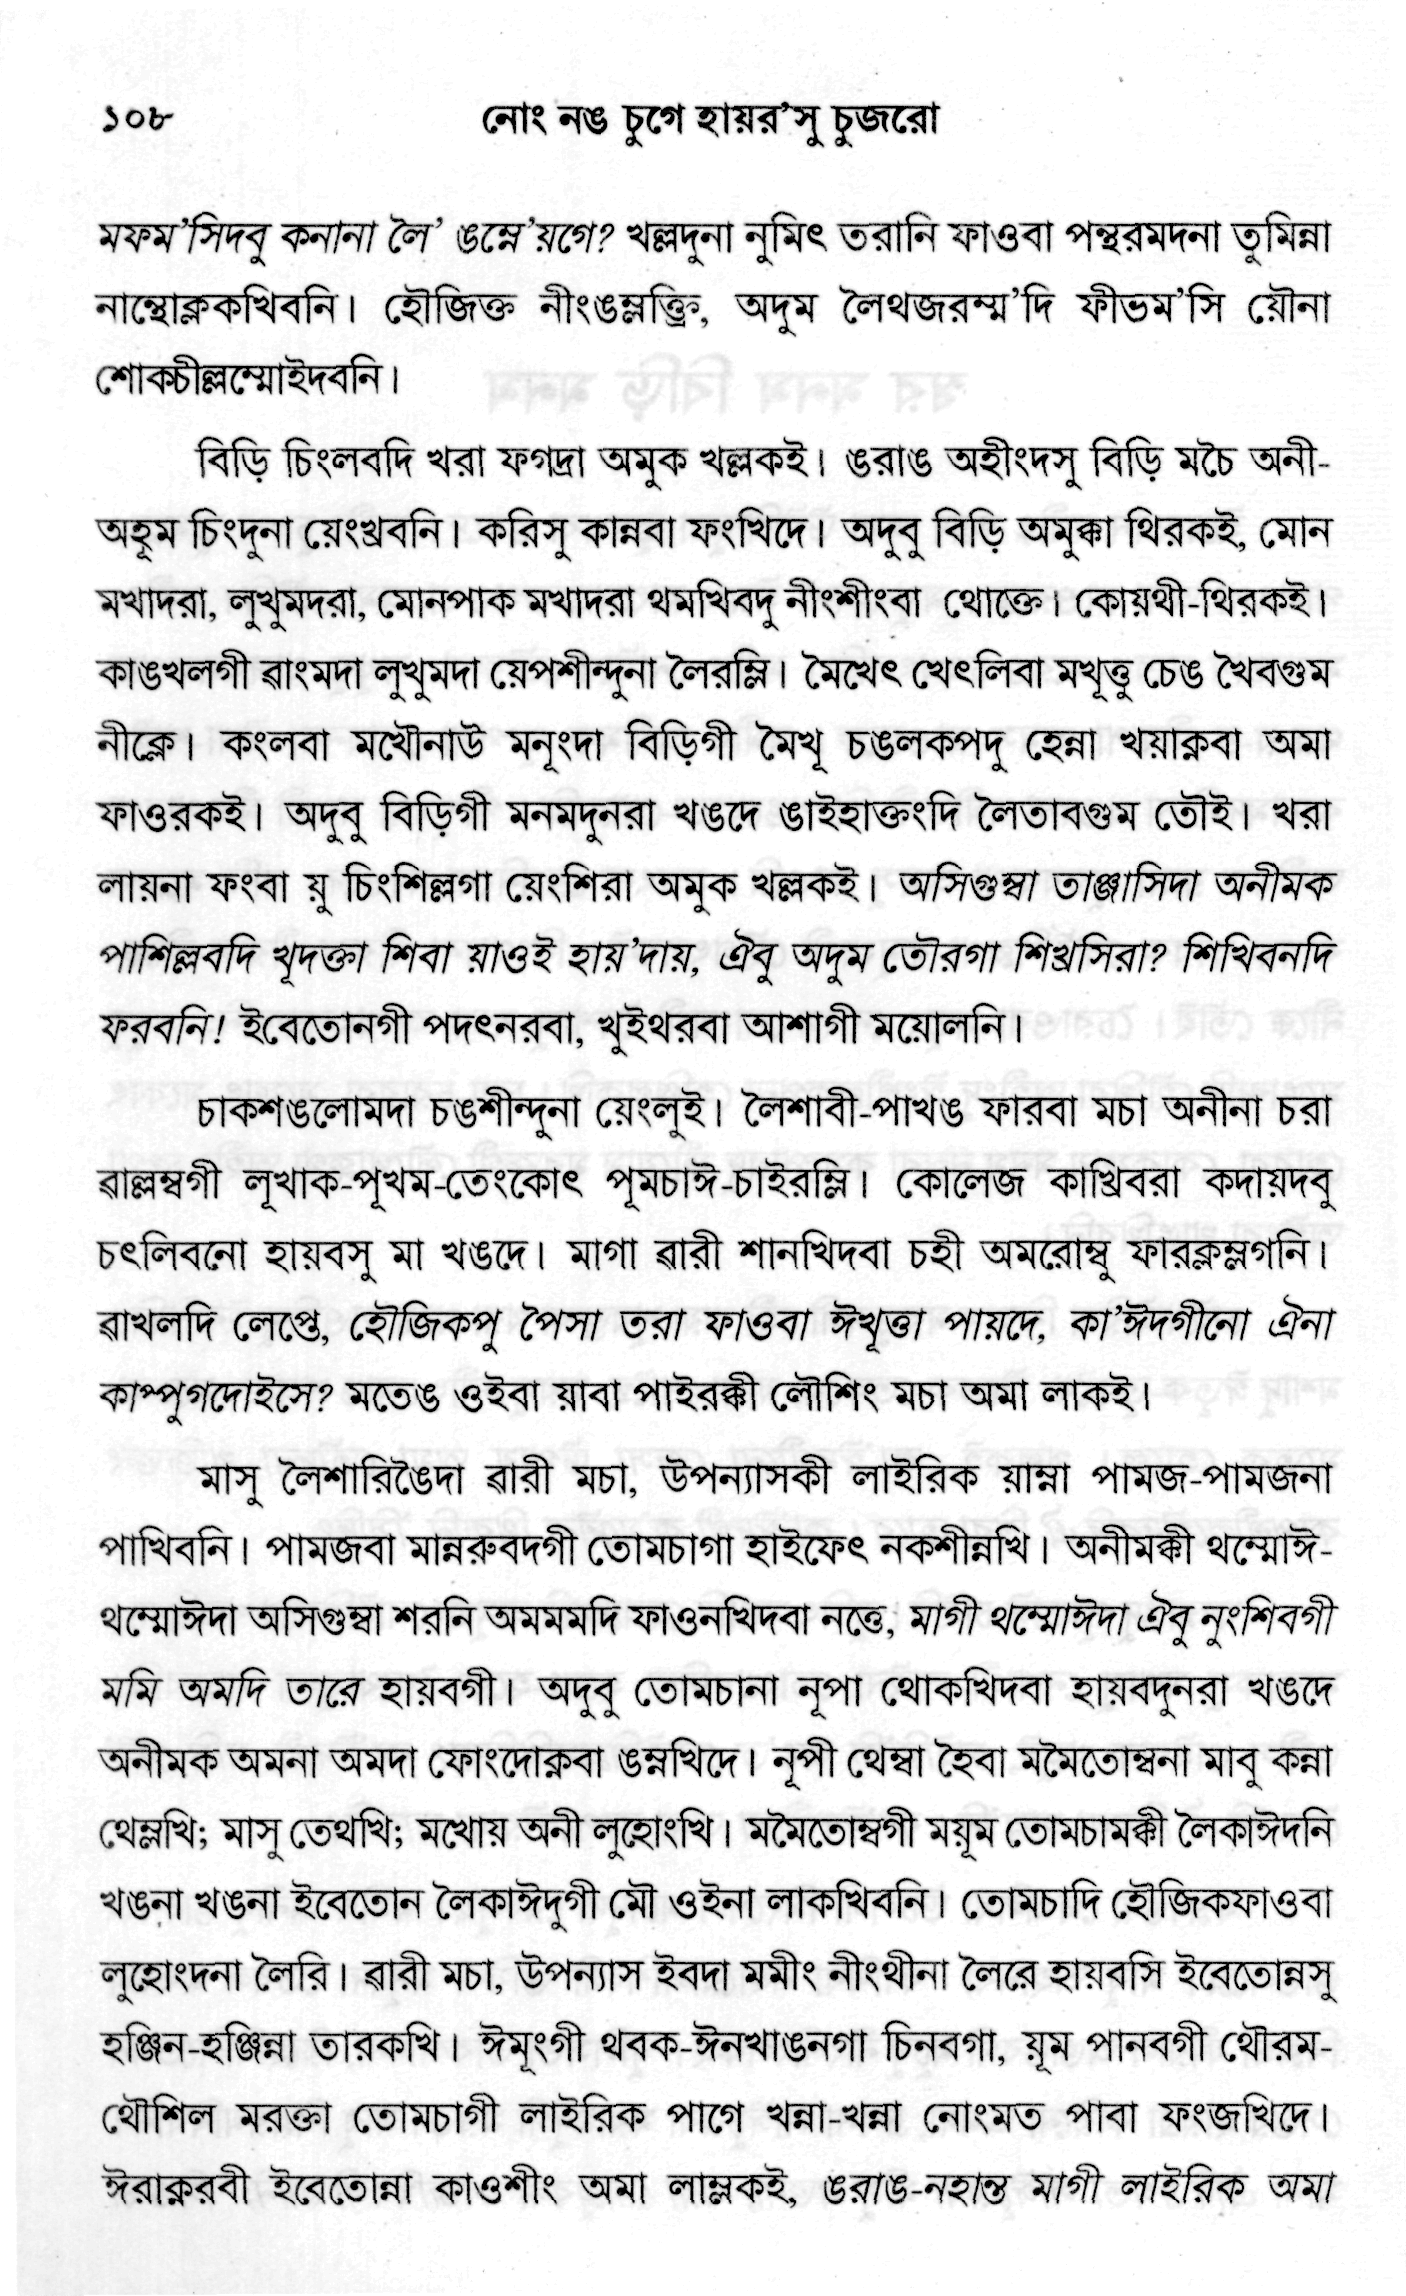 ১০৮ নোং নঙ চুগে হায়র'সু চুজরো
মফম'সিদবু কনানা লৈ' ঙম্নে'য়গে? খল্লদুনা নুমিৎ তরানি ফাওবা পন্থরমদনা তুমিন্না
নান্থোক্লকখিবনি। হৌজিক্ত নীংঙম্লক্ত্রি, অদুম লৈথজরম্ম'দি ফীভম'সি য়ৌনা
শোকচীল্লম্মোইদবনি।
বিড়ি চিংলবদি খরা ফগদ্রা অমুক খল্লকই। ঙরাঙ অহীংদসু বিড়ি মচৈ অনী-
অহূম চিংদুনা য়েংখ্রবনি। করিসু কান্নবা ফংখিদে। অদুবু বিড়ি অমুক্কা থিরকই, মোন
মখাদরা, লুখুমদরা, মোনপাক মখাদরা থমখিবদু নীংশীংবা থোক্তে। কোয়থী-থিরকই।
কাঙখলগী ৱাংমদা লুখুমদা য়েপশীন্দুনা লৈরম্লি। মৈখেৎ খেৎলিবা মখূত্তু চেঙ খৈবগুম
নীক্লে। কংলবা মখৌনাউ মনূংদা বিড়িগী মৈখূ চঙলকপদু হেন্না খয়াক্নবা অমা
ফাওরকই। অদুবু বিড়িগী মনমদুনরা খঙদে ঙাইহাক্তংদি লৈতাবগুম তৌই। খরা
লায়না ফংবা য়ু চিংশিল্লগা য়েংশিরা অমুক খল্লকই। অসিগুম্বা তাঞ্জাসিদা অনীমক
পাশিল্লবদি খূদক্তা শিবা য়াওই হায়'দায়, ঐবু অদুম তৌরগা শিখ্রসিরা? শিখিবনদি
ফরবনি! ইবেতোনগী পদৎনরবা, খুইথরবা আশাগী ময়োলনি।
চাকশঙলোমদা চঙশীন্দুনা য়েংলুই। লৈশাবী-পাখঙ ফারবা মচা অনীনা চরা
ৱাল্লম্বগী লূখাক-পূখম-তেংকোৎ পূমচাঈ-চাইরম্লি। কোলেজ কাখ্রিবরা কদায়দবু
চৎলিবনো হায়বসু মা খঙদে। মাগা ৱারী শানখিদবা চহী অমরোম্বু ফারক্লম্লগনি।
ৱাখলদি লেপ্তে, হৌজিকপু পৈসা তরা ফাওবা ঈখূত্তা পায়দে, কা'ঈদগীনো ঐনা
কাম্পুগদোইসে? মতেঙ ওইবা য়াবা পাইরক্কী লৌশিং মচা অমা লাকই।
মাসু লৈশারিঙৈদা ৱারী মচা, উপন্যাসকী লাইরিক য়াম্না পামজ-পামজনা
পাখিবনি। পামজবা মান্নরুবদগী তোমচাগা হাইফেৎ নকশীন্নখি। অনীমক্কী থম্মোঈ-
থম্মোঈদা অসিগুম্বা শরনি অমমমদি ফাওনখিদবা নত্তে, মাগী থম্মোঈদা ঐবু নুংশিবগী
মমি অমদি তারে হায়বগী। অদুবু তোমচানা নূপা থোকখিদবা হায়বদুনরা খঙদে
অনীমক অমনা অমদা ফোংদোক্নবা ঙম্নখিদে। নূপী থেম্বা হৈবা মমৈতোম্বনা মাবু কন্না
থেম্লখি; মাসু তেথখি; মখোয় অনী লুহোংখি। মমৈতোম্বগী ময়ূম তোমচামক্কী লৈকাঈদনি
খঙনা খঙনা ইবেতোন লৈকাঈদুগী মৌ ওইনা লাকখিবনি। তোমচাদি হৌজিকফাওবা
লুহোংদনা লৈরি। ৱারী মচা, উপন্যাস ইবদা মমীং নীংথীনা লৈরে হায়বসি ইবেতোন্নসু
হঞ্জিন-হঞ্জিন্না তারকখি। ঈমূংগী থবক-ঈনখাঙনগা চিনবগা, য়ূম পানবগী থৌরম-
থৌশিল মরক্তা তোমচাগী লাইরিক পাগে খন্না-খন্না নোংমত পাবা ফংজখিদে।
ঈরাক্নরবী ইবেতোন্না কাওশীং অমা লাম্লকই, ঙরাঙ-নহান্ত মাগী লাইরিক অমা